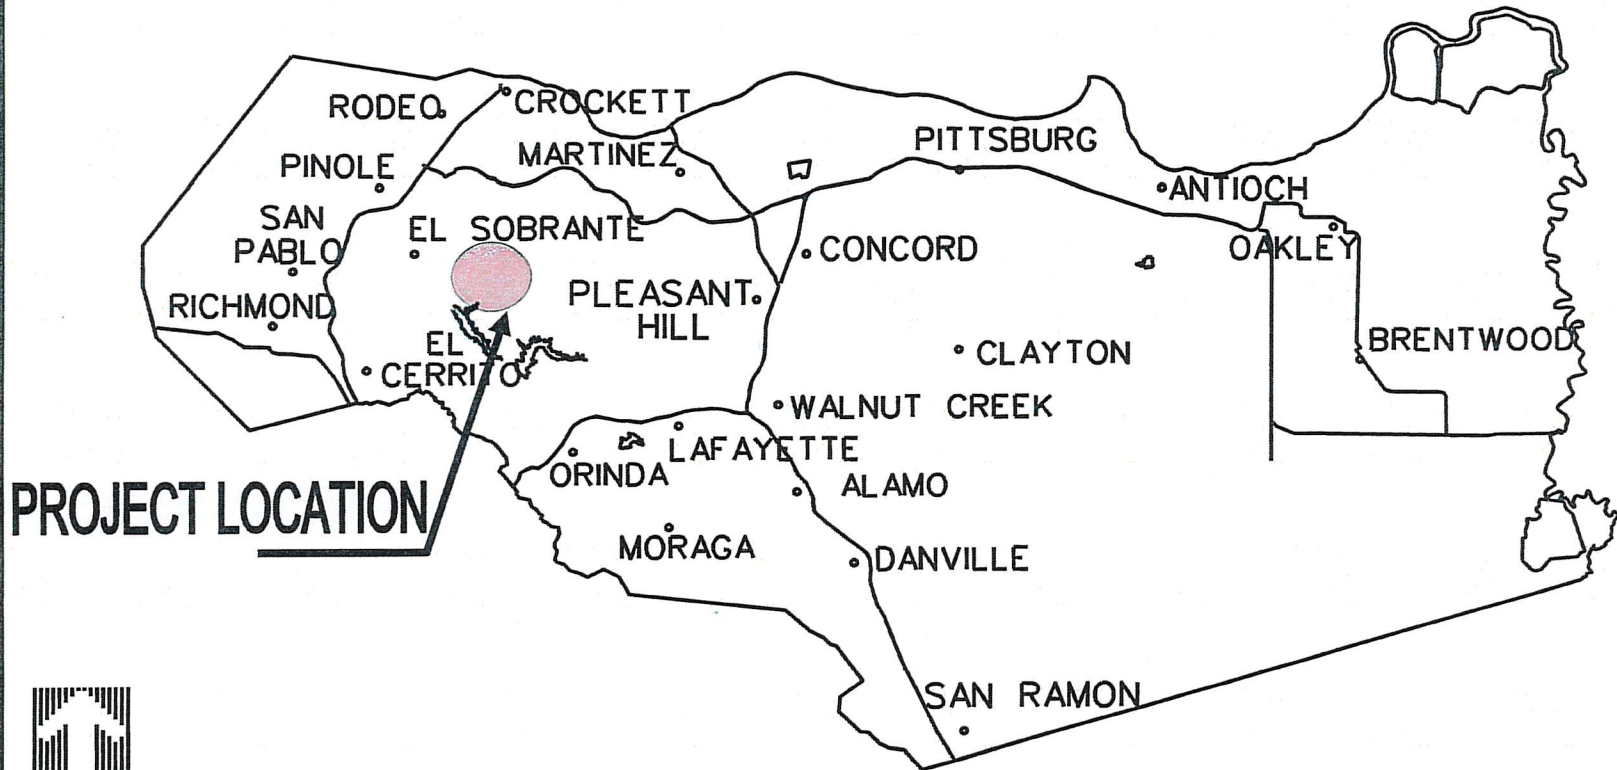 RODEO
CROCKETT
PITTSBURG
MARTINEZ
PINOLE
ANTIOCH
SAN
PABLO
EL SOBRANTE
CONCORD
OAKLEY
RICHMOND
PLEASANT
HILL
EL
CERRITO
CLAYTON
BRENTWOOD
WALNUT CREEK
LAFAYETTE
ORINDA
ALAMO
PROJECT LOCATION
MORAGA
DANVILLE
SAN RAMON